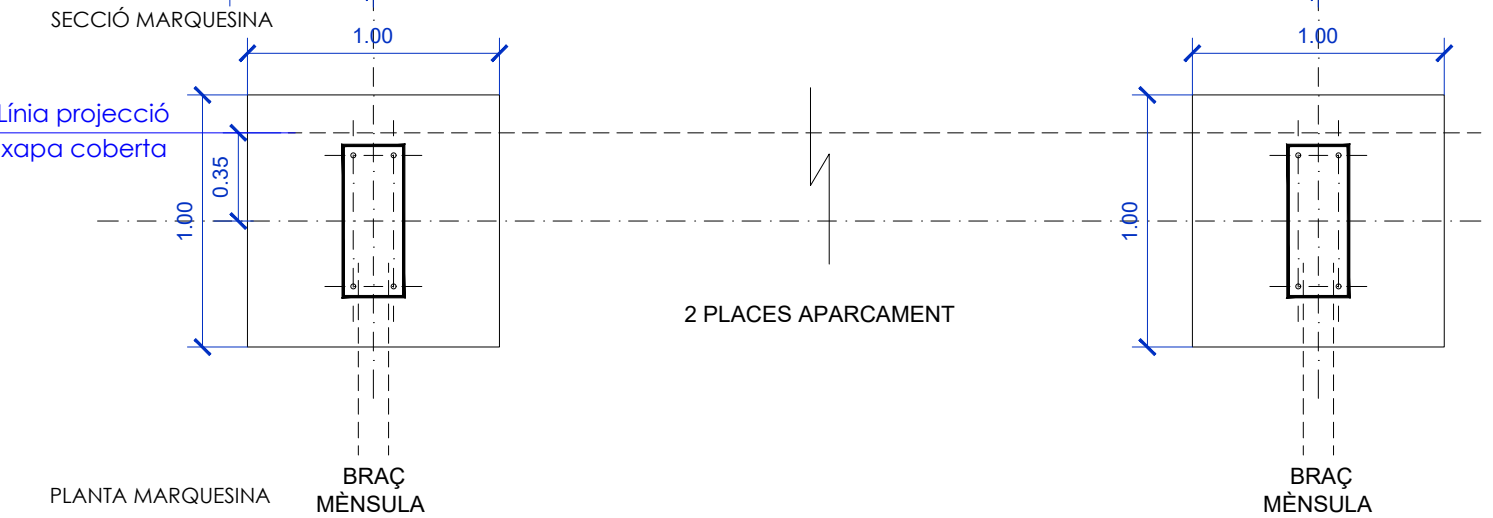 SECCIÓ MARQUESINA
1.00
1.00
Línia projecció
xapa coberta
0.35
1.00
1.00
2 PLACES APARCAMENT
BRAÇ
MÈNSULA
BRAÇ
MÈNSULA
PLANTA MARQUESINA